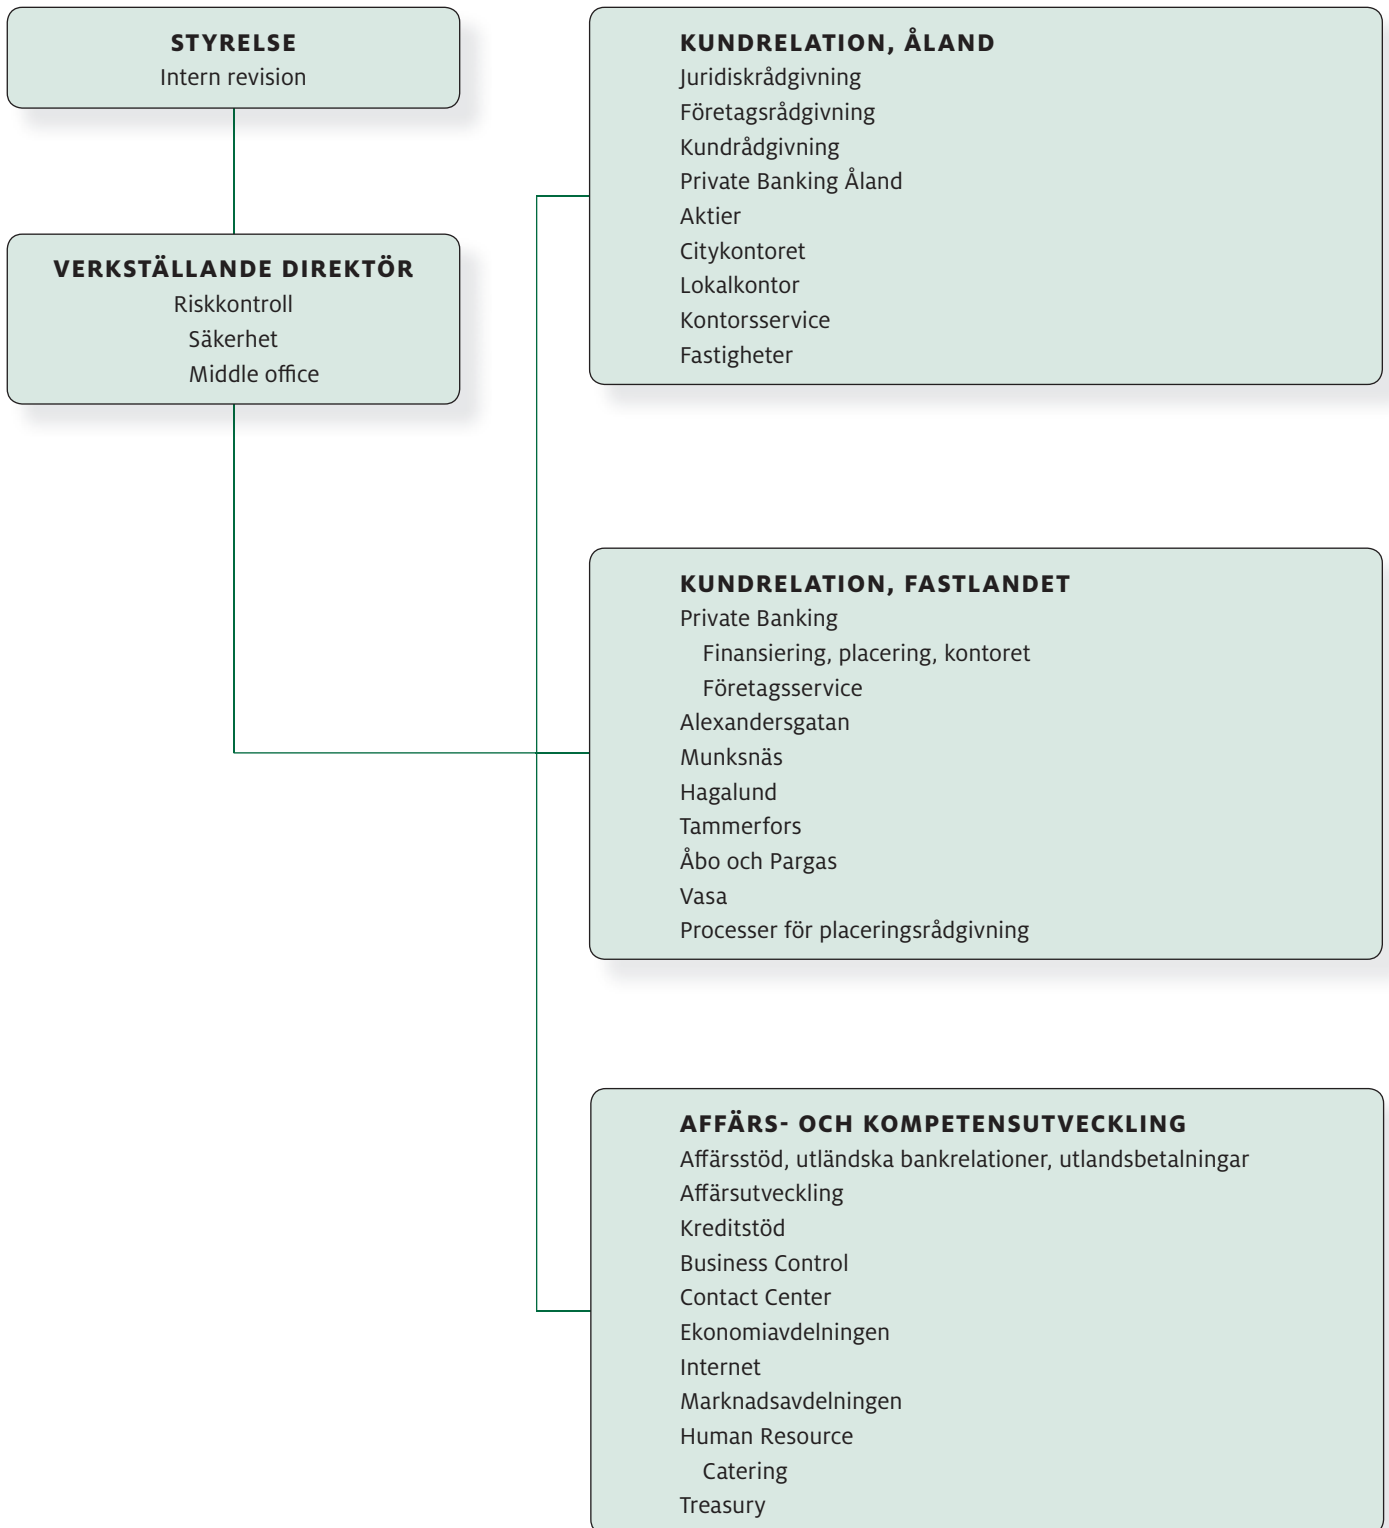 STYRELSE
Intern revision
VERKSTÄLLANDE DIREKTÖR
Riskkontroll
Säkerhet
Middle office
KUNDRELATION, ÅLAND
Juridiskrådgivning
Företagsrådgivning
Kundrådgivning
Private Banking Åland
Aktier
Citykontoret
Lokalkontor
Kontorsservice
Fastigheter
KUNDRELATION, FASTLANDET
Private Banking
Finansiering, placering, kontoret
Företagsservice
Alexandersgatan
Munksnäs
Hagalund
Tammerfors
Åbo och Pargas
Vasa
Processer för placeringsrådgivning
AFFÄRS- OCH KOMPETENSUTVECKLING
Affärsstöd, utländska bankrelationer, utlandsbetalningar
Affärsutveckling
Kreditstöd
Business Control
Contact Center
Ekonomiavdelningen
Internet
Marknadsavdelningen
Human Resource
Catering
Treasury